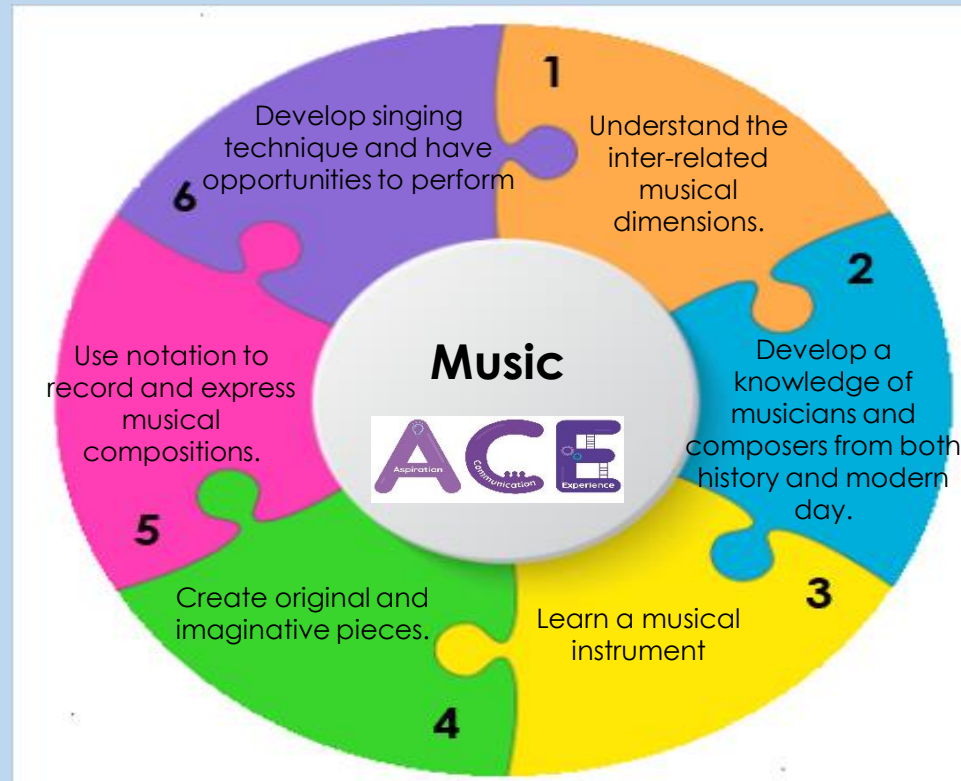 Music
ACE
Aspiration
Communication
Experience
1
Understand the
inter-related
musical
dimensions.
2
Develop a
knowledge of
musicians and
composers from both
history and modern
day.
3
Learn a musical
instrument
4
Create original and
imaginative pieces.
5
Use notation to
record and express
musical
compositions.
6
Develop singing
technique and have
opportunities to perform